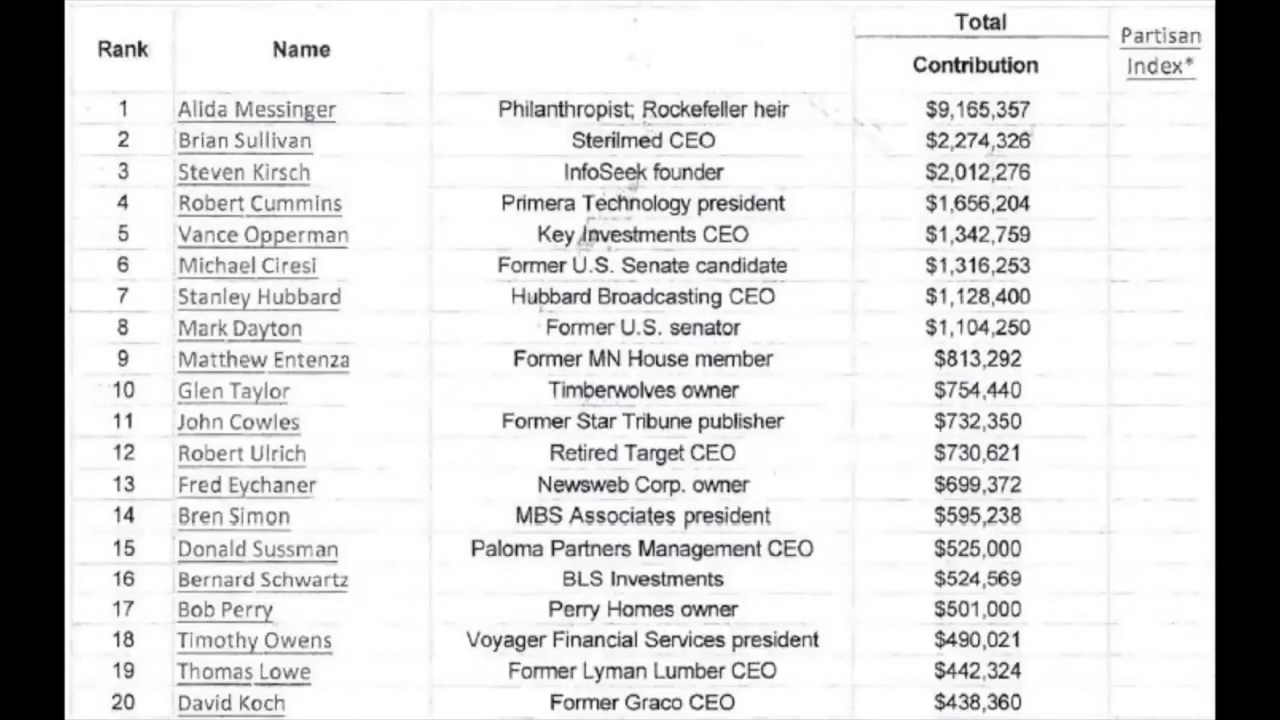 Rank Name Total Contribution Partisan Index*
1 Alida Messinger Philanthropist; Rockefeller heir $9,165,357
2 Brian Sullivan Sterilmed CEO $2,274,326
3 Steven Kirsch InfoSeek founder $2,012,276
4 Robert Cummins Primera Technology president $1,656,204
5 Vance Opperman Key Investments CEO $1,342,759
6 Michael Ciresi Former U.S. Senate candidate $1,316,253
7 Stanley Hubbard Hubbard Broadcasting CEO $1,128,400
8 Mark Dayton Former U.S. senator $1,104,250
9 Matthew Entenza Former MN House member $813,292
10 Glen Taylor Timberwolves owner $754,440
11 John Cowles Former Star Tribune publisher $732,350
12 Robert Ulrich Retired Target CEO $730,621
13 Fred Eychaner Newsweb Corp. owner $699,372
14 Bren Simon MBS Associates president $595,238
15 Donald Sussman Paloma Partners Management CEO $525,000
16 Bernard Schwartz BLS Investments $524,569
17 Bob Perry Perry Homes owner $501,000
18 Timothy Owens Voyager Financial Services president $490,021
19 Thomas Lowe Former Lyman Lumber CEO $442,324
20 David Koch Former Graco CEO $438,360